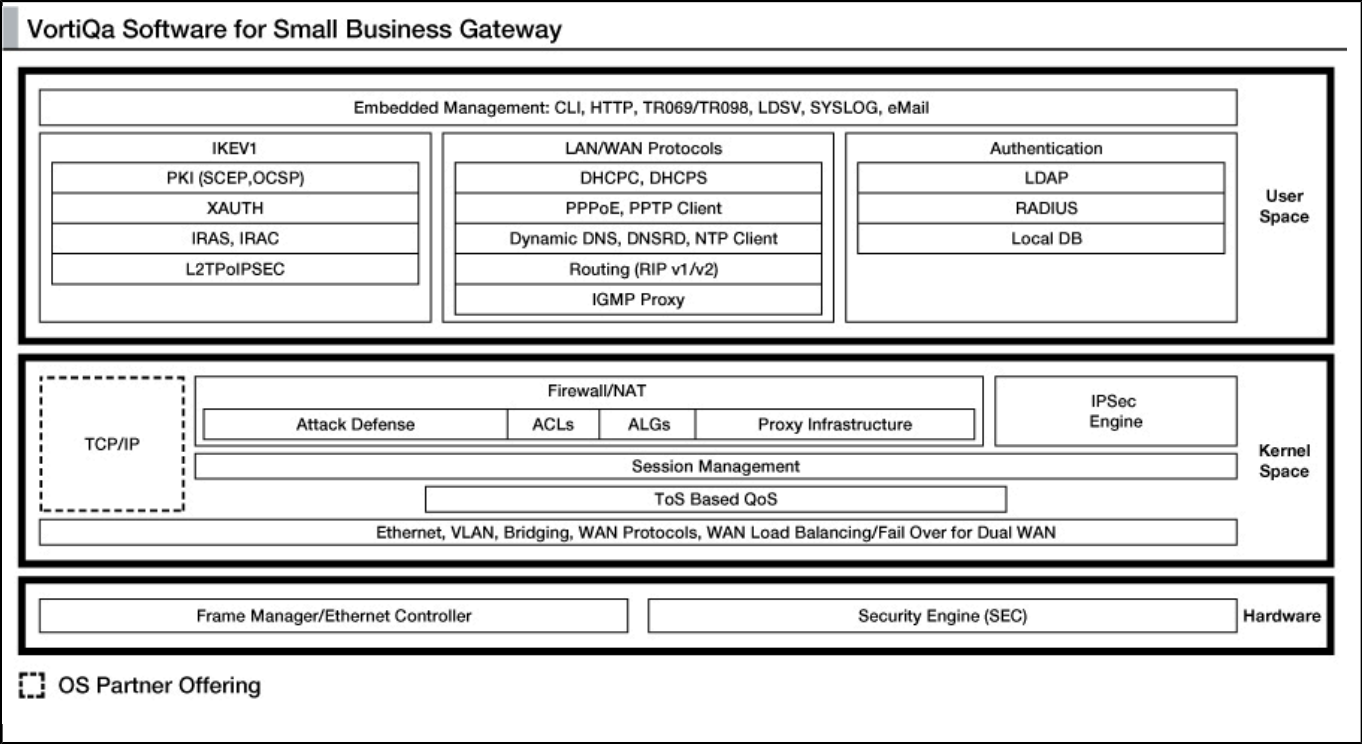 VortiQa Software for Small Business Gateway
Embedded Management: CLI, HTTP, TR069/TR098, LDSV, SYSLOG, eMail
IKEV1
PKI (SCEP,OCSP)
XAUTH
IRAS, IRAC
L2TPoIPSEC
LAN/WAN Protocols
DHCPC, DHCPS
PPPoE, PPTP Client
Dynamic DNS, DNSRD, NTP Client
Routing (RIP v1/v2)
IGMP Proxy
Authentication
LDAP
RADIUS
Local DB
User
Space
TCP/IP
Firewall/NAT
Attack Defense
ACLs
ALGs
Proxy Infrastructure
IPSec
Engine
Session Management
ToS Based QoS
Ethernet, VLAN, Bridging, WAN Protocols, WAN Load Balancing/Fail Over for Dual WAN
Kernel
Space
Frame Manager/Ethernet Controller
Security Engine (SEC)
Hardware
OS Partner Offering